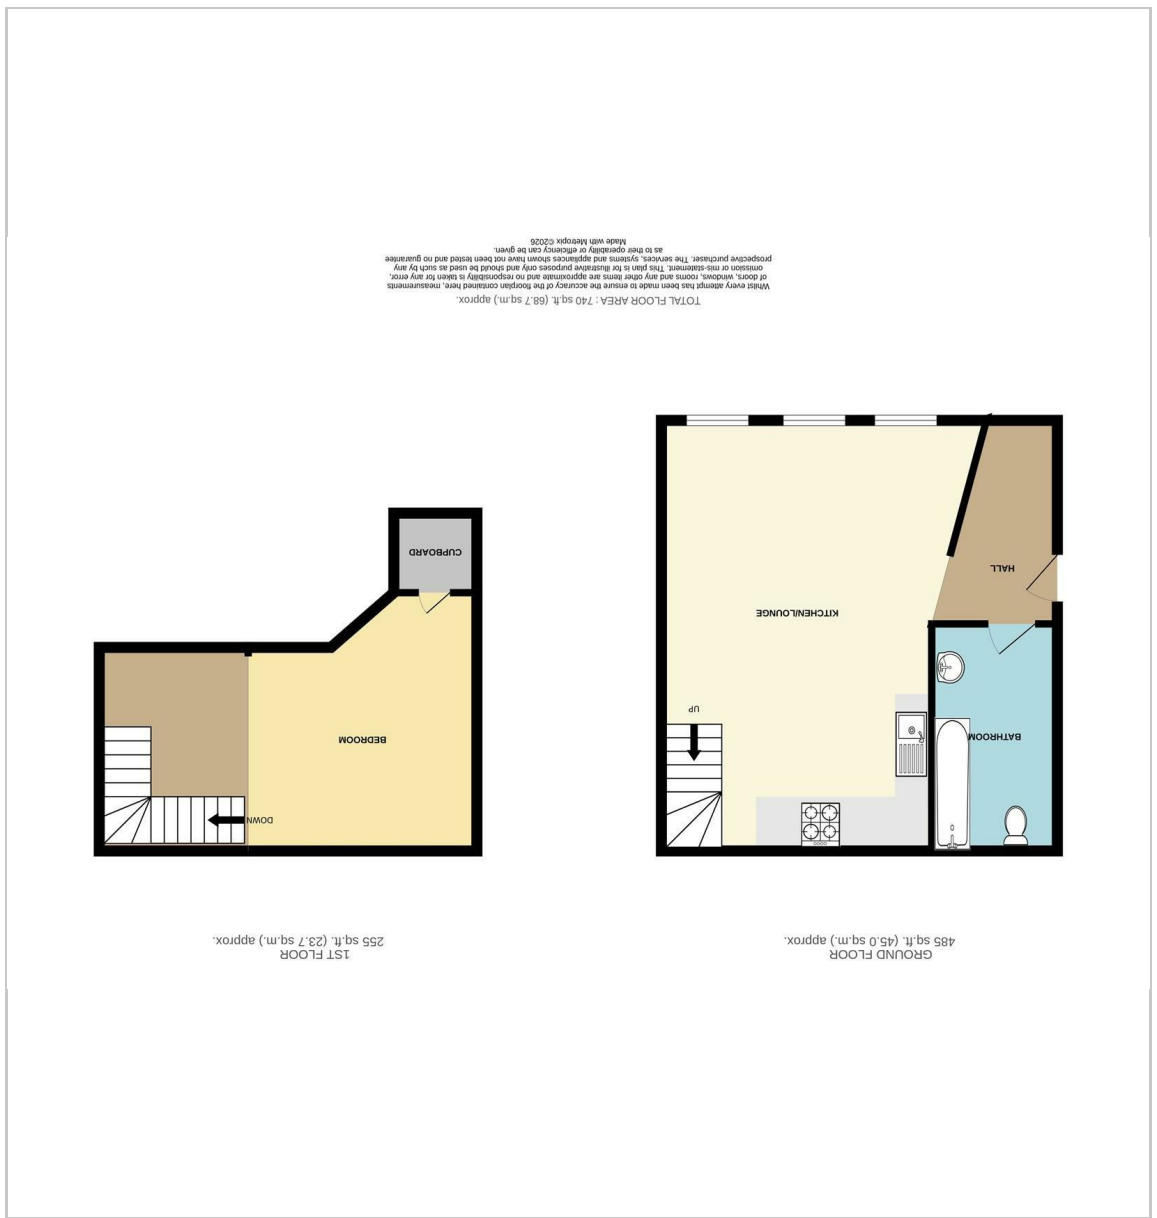 GROUND FLOOR
485 sq.ft. (45.0 sq.m.) approx.
1ST FLOOR
255 sq.ft. (23.7 sq.m.) approx.
BATHROOM
UP
KITCHEN/LOUNGE
HALL
DOWN
BEDROOM
CUPBOARD
TOTAL FLOOR AREA : 740 sq.ft. (68.7 sq.m.) approx.
Whilst every attempt has been made to ensure the accuracy of the floorplan contained here, measurements
of doors, windows, rooms and any other items are approximate and no responsibility is taken for any error,
omission or mis-statement. This plan is for illustrative purposes only and should be used as such by any
prospective purchaser. The services, systems and appliances shown have not been tested and no guarantee
as to their operability or efficiency can be given.
Made with Metropix ©2026